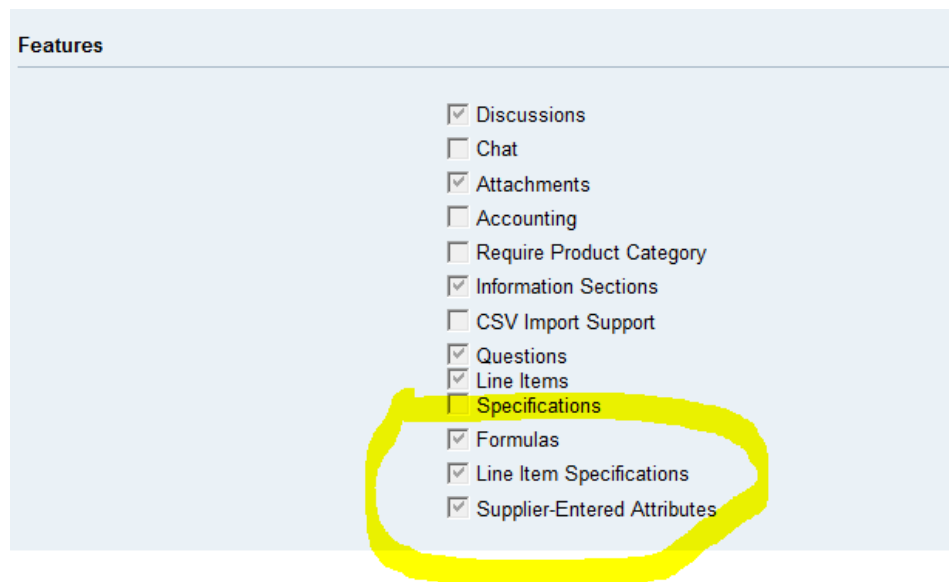 Features
Discussions
Chat
Attachments
Accounting
Require Product Category
Information Sections
CSV Import Support
Questions
Line Items
Specifications
Formulas
Line Item Specifications
Supplier-Entered Attributes